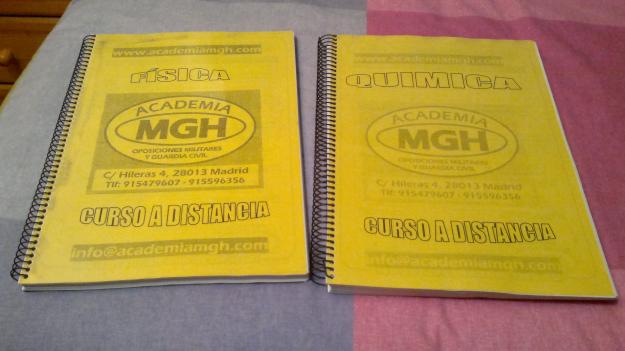 www.academiamgh.com
FÍSICA
ACADEMIA
MGH
OPOSICIONES MILITARES
Y GUARDIA CIVIL
C/ Hileras 4, 28013 Madrid
Tlf: 915479607 - 915596356
CURSO A DISTANCIA
info@academiamgh.com
www.academiamgh.com
QUIMICA
ACADEMIA
MGH
OPOSICIONES MILITARES
Y GUARDIA CIVIL
C/ Hileras 4, 28013 Madrid
Tlf: 915479607 - 915596356
CURSO A DISTANCIA
info@academiamgh.com